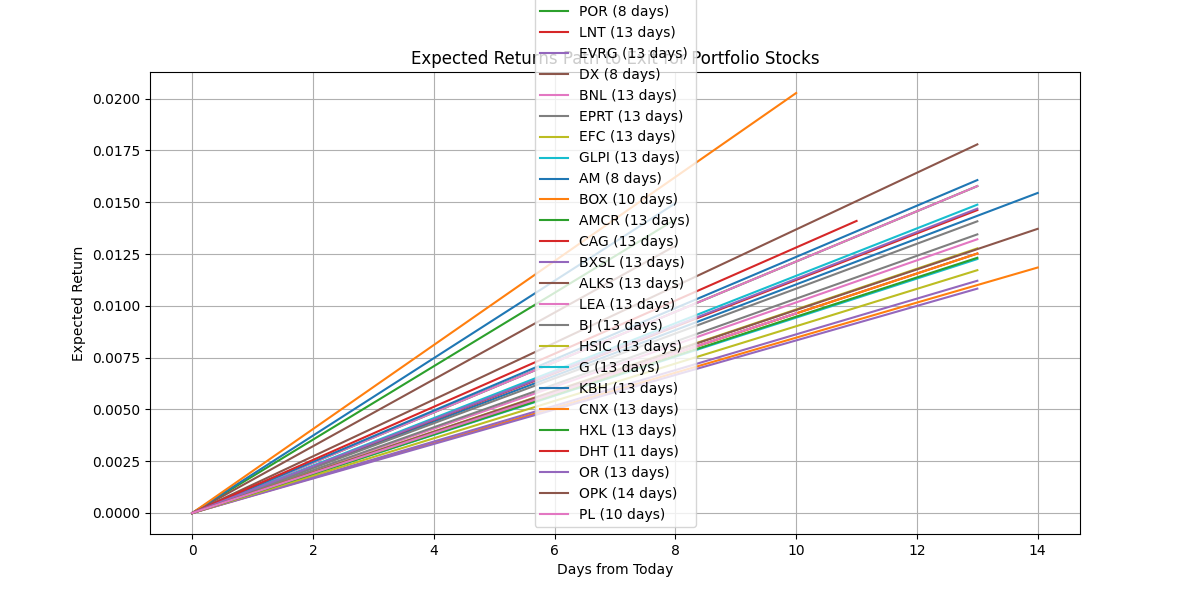 POR (8 days)
LNT (13 days)
EVRG (13 days)
Expected Returns Path to Exit for Portfolio Stocks
DX (8 days)
BNL (13 days)
EPRT (13 days)
EFC (13 days)
GLPI (13 days)
AM (8 days)
BOX (10 days)
AMCR (13 days)
CAG (13 days)
BXSL (13 days)
ALKS (13 days)
LEA (13 days)
BJ (13 days)
HSIC (13 days)
G (13 days)
KBH (13 days)
CNX (13 days)
HXL (13 days)
DHT (11 days)
OR (13 days)
OPK (14 days)
PL (10 days)
Expected Return
0.0200
0.0175
0.0150
0.0125
0.0100
0.0075
0.0050
0.0025
0.0000
0 2 4 6 8 10 12 14
Days from Today